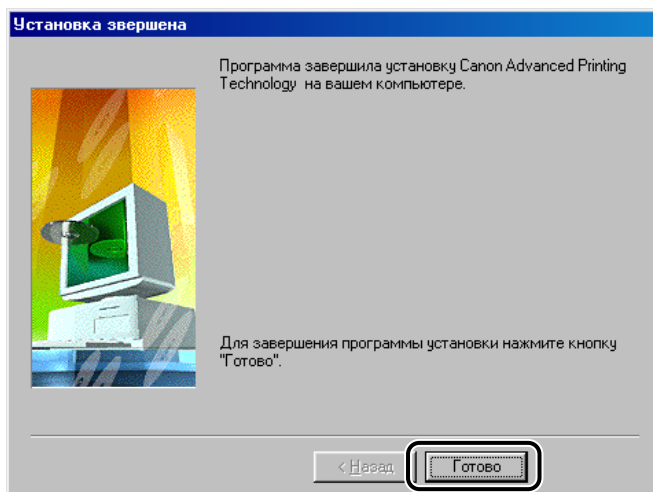 Установка звершена
Программа завершила установку Canon Advanced Printing
Technology на вашем компьютере.
Для завершения программы установки нажмите кнопку
"Готово".
< Назад
Готово